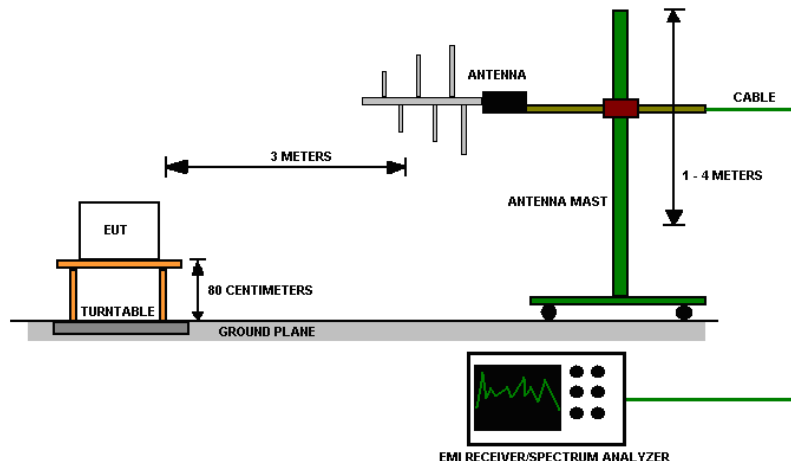 ANTENNA
CABLE
3 METERS
1 - 4 METERS
ANTENNA MAST
EUT
80 CENTIMETERS
TURNTABLE
GROUND PLANE
EMI RECEIVER/SPECTRUM ANALYZER